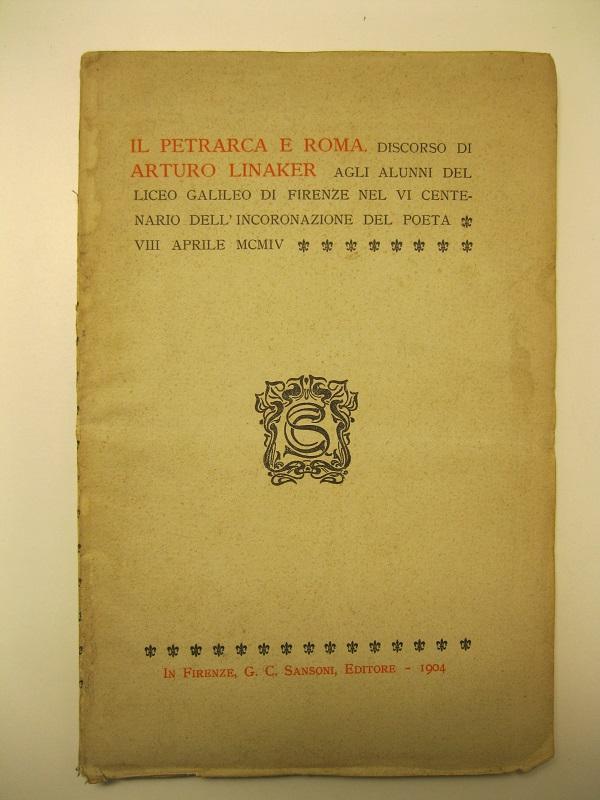 IL PETRARCA E ROMA. DISCORSO DI
ARTURO LINAKER AGLI ALUNNI DEL
LICEO GALILEO DI FIRENZE NEL VI CENTE-
NARIO DELL'INCORONAZIONE DEL POETA
VIII APRILE MCMIV
IN FIRENZE, G. C. SANSONI, EDITORE - 1904